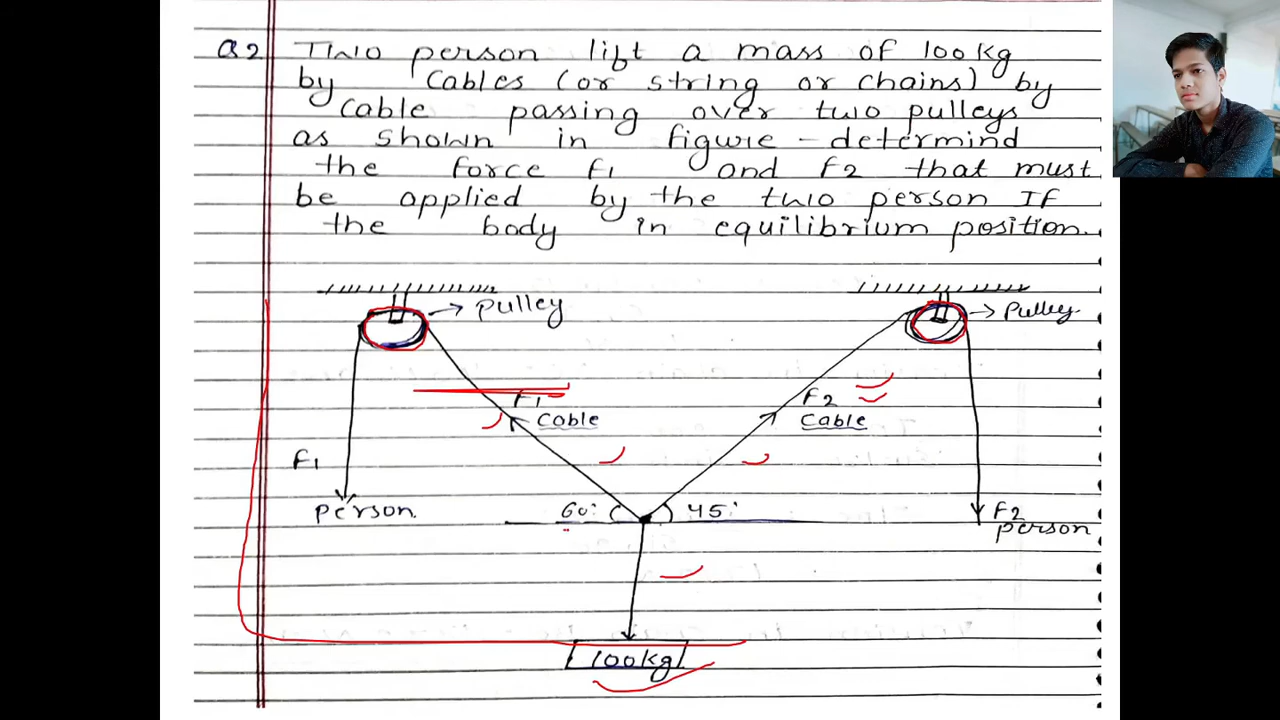 Q2 Two person lift a mass of 100kg
by Cables (or string or chains) by
cable passing over two pulleys
as shown in figure - determind
the force F1 and F2 that must
be applied by the two person If
the body in equilibrium position.
→ pulley
→ Pulley.
F1
Cable
F2
Cable
F1
person.
60°
45°
F2
person
100kg